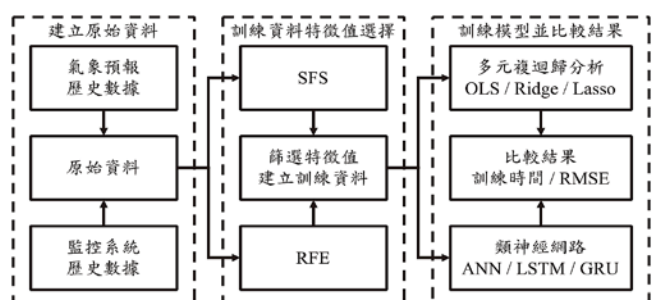 建立原始資料
氣象預報
歷史數據
原始資料
監控系統
歷史數據
訓練資料特徵值選擇
SFS
篩選特徵值
建立訓練資料
RFE
訓練模型並比較結果
多元複迴歸分析
OLS / Ridge / Lasso
比較結果
訓練時間 / RMSE
類神經網路
ANN / LSTM / GRU